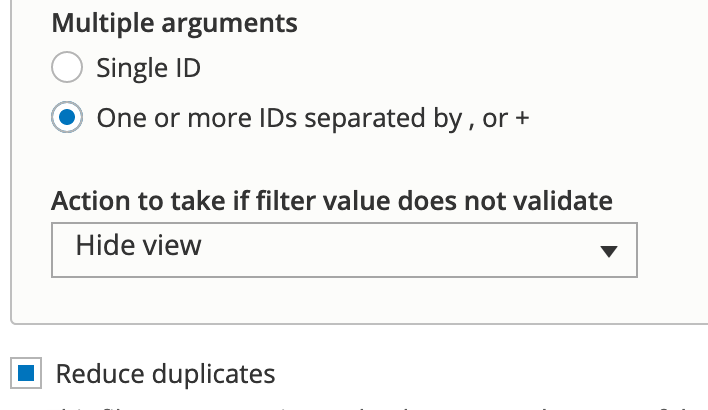 Multiple arguments
Single ID
One or more IDs separated by , or +
Action to take if filter value does not validate
Hide view
Reduce duplicates